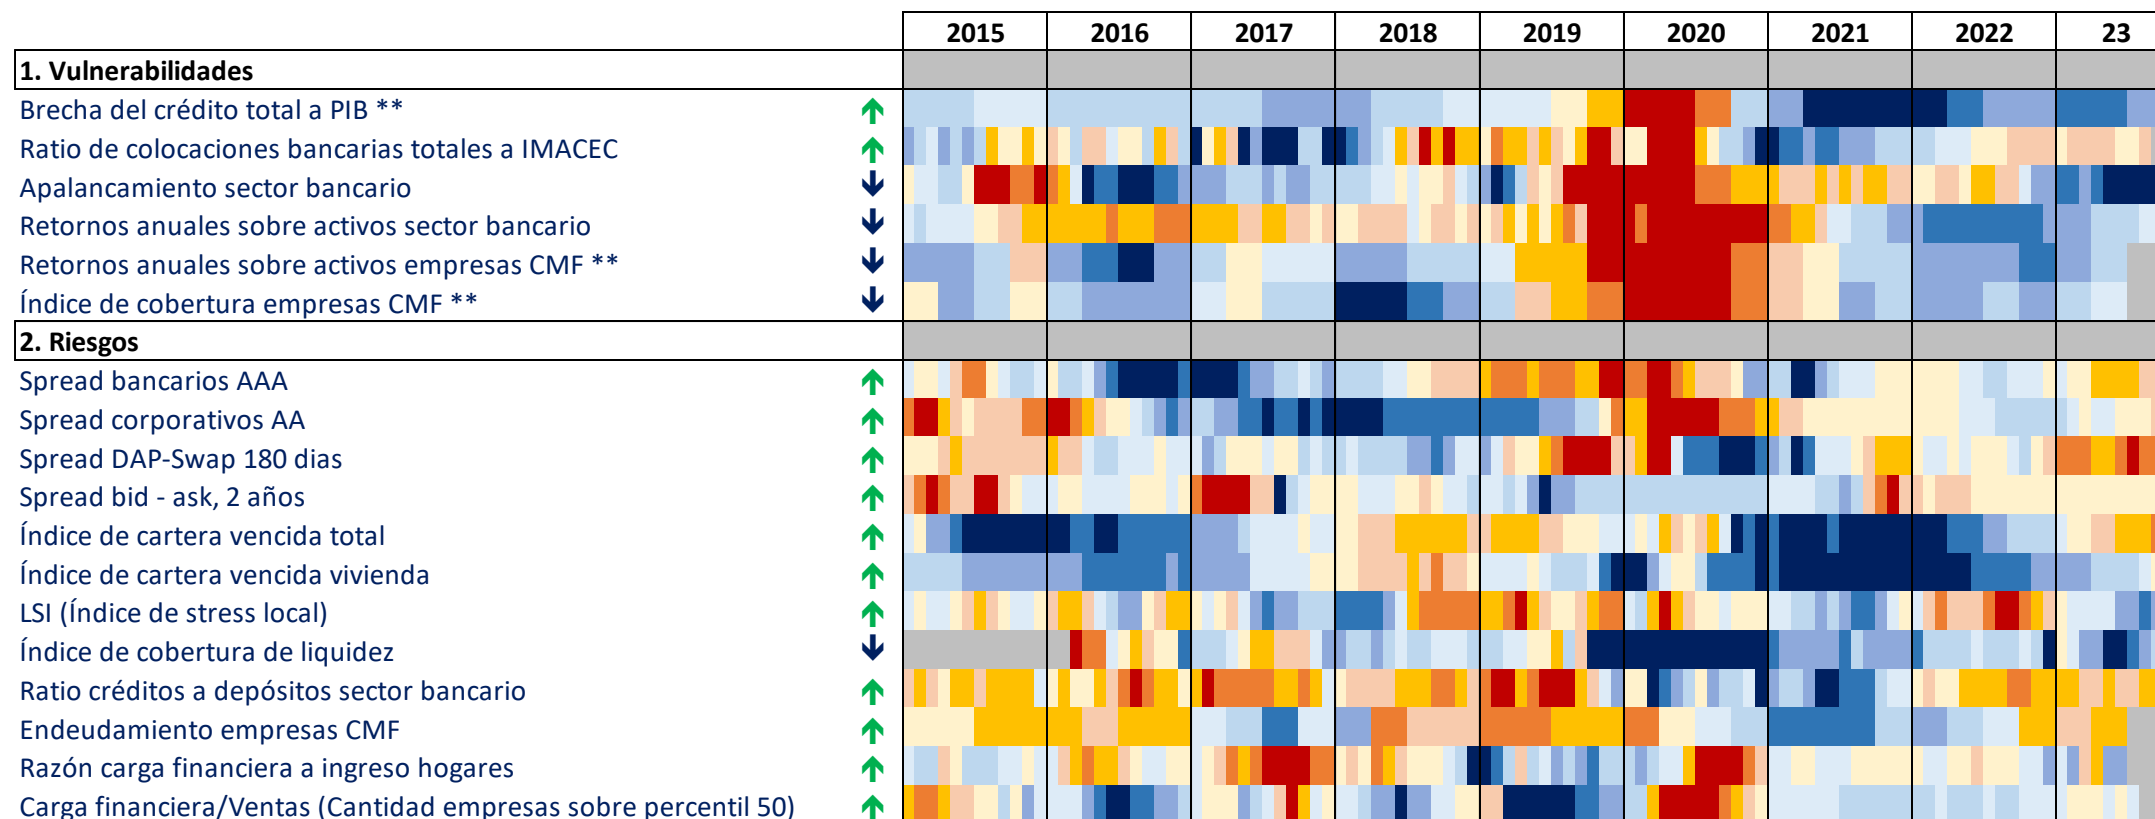 2015 2016 2017 2018 2019 2020 2021 2022 23
1. Vulnerabilidades
Brecha del crédito total a PIB **
Ratio de colocaciones bancarias totales a IMACEC
Apalancamiento sector bancario
Retornos anuales sobre activos sector bancario
Retornos anuales sobre activos empresas CMF **
Índice de cobertura empresas CMF **
2. Riesgos
Spread bancarios AAA
Spread corporativos AA
Spread DAP-Swap 180 dias
Spread bid - ask, 2 años
Índice de cartera vencida total
Índice de cartera vencida vivienda
LSI (Índice de stress local)
Índice de cobertura de liquidez
Ratio créditos a depósitos sector bancario
Endeudamiento empresas CMF
Razón carga financiera a ingreso hogares
Carga financiera/Ventas (Cantidad empresas sobre percentil 50)